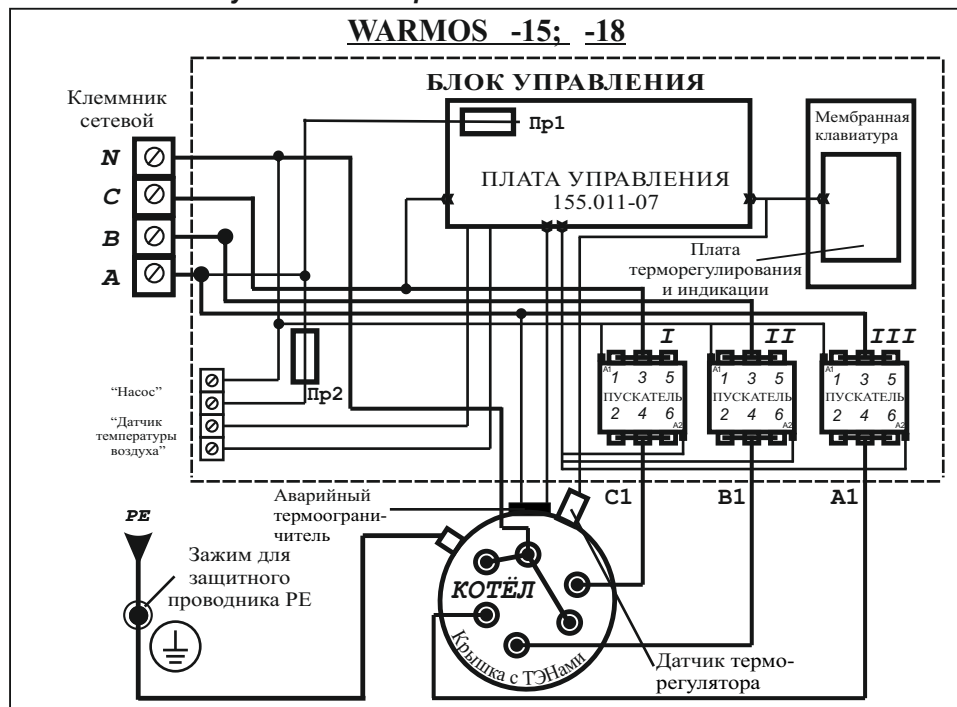 WARMOS -15; -18
БЛОК УПРАВЛЕНИЯ
Клеммник
сетевой
N
C
B
A
Пр1
ПЛАТА УПРАВЛЕНИЯ
155.011-07
Мембранная
клавиатура
Плата
терморегулирования
и индикации
Пр2
“Насос”
“Датчик
температуры
воздуха”
I
II
III
A1
1 3 5
ПУСКАТЕЛЬ
2 4 6
A2
A1
1 3 5
ПУСКАТЕЛЬ
2 4 6
A2
A1
1 3 5
ПУСКАТЕЛЬ
2 4 6
A2
C1
B1
A1
Аварийный
термоограни-
читель
PE
Зажим для
защитного
проводника PE
КОТЁЛ
Крышка с ТЭНами
Датчик термо-
регулятора